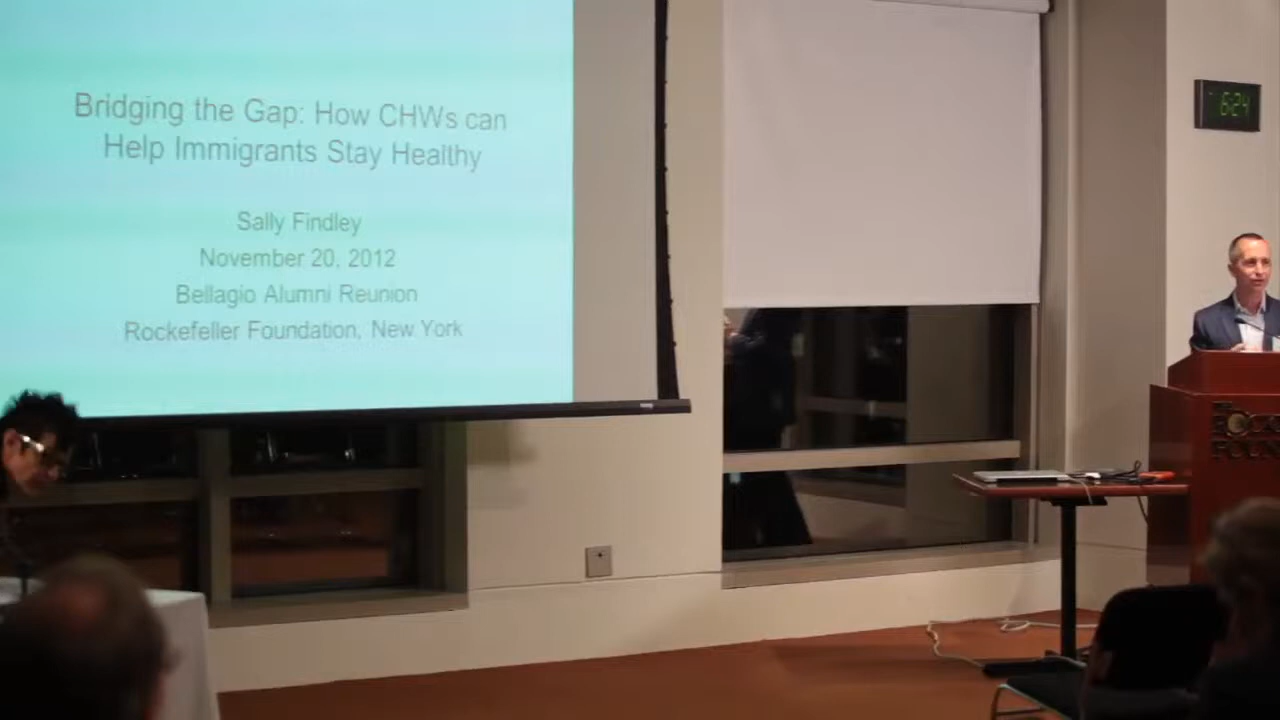 Bridging the Gap: How CHWs can
Help Immigrants Stay Healthy
Sally Findley
November 20, 2012
Bellagio Alumni Reunion
Rockefeller Foundation, New York
6:24